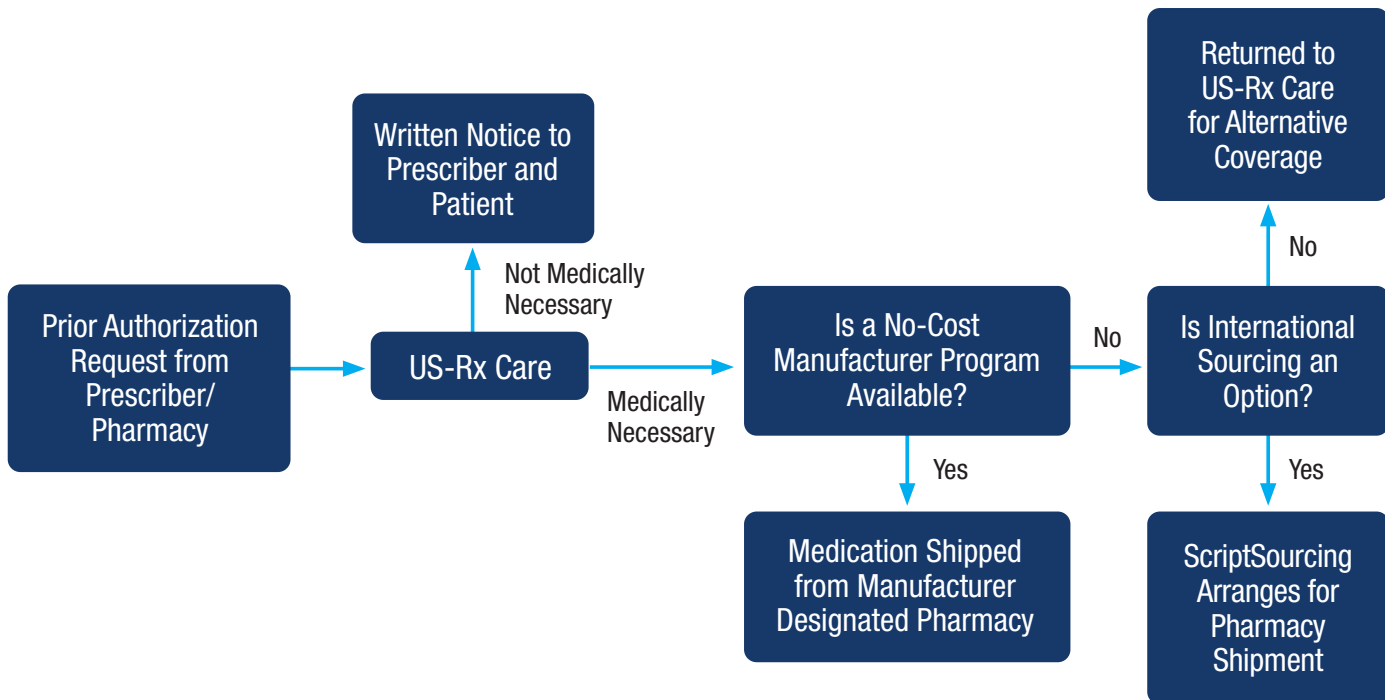 Prior Authorization
Request from
Prescriber/
Pharmacy
US-Rx Care
Not Medically
Necessary
Written Notice to
Prescriber and
Patient
Medically
Necessary
Is a No-Cost
Manufacturer Program
Available?
Yes
Medication Shipped
from Manufacturer
Designated Pharmacy
No
Is International
Sourcing an
Option?
No
Returned to
US-Rx Care
for Alternative
Coverage
Yes
ScriptSourcing
Arranges for
Pharmacy
Shipment